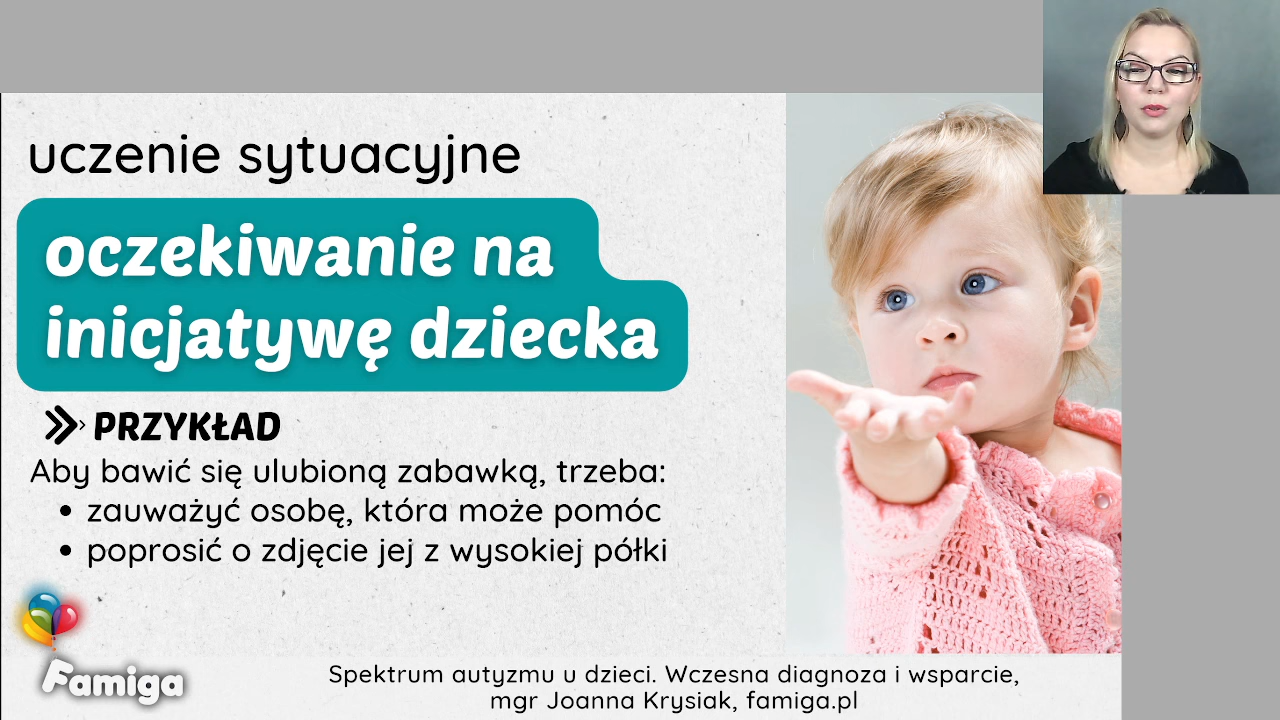 uczenie sytuacyjne
oczekiwanie na
inicjatywę dziecka
PRZYKŁAD
Aby bawić się ulubioną zabawką, trzeba:
• zauważyć osobę, która może pomóc
• poprosić o zdjęcie jej z wysokiej półki
Famiga
Spektrum autyzmu u dzieci. Wczesna diagnoza i wsparcie,
mgr Joanna Krysiak, famiga.pl